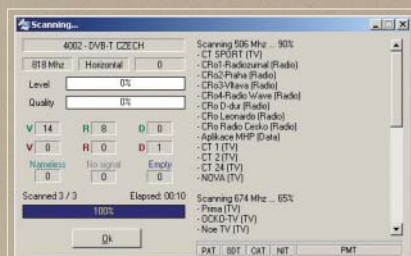 Scanning...
4002 - DVB-T CZECH
818 Mhz Horizontal 0
Level 0%
Quality 0%
V 14 R 8 D 0
V 0 R 0 D 1
Nameless No signal Empty
0 0 0
Scanned 3 / 3 Elapsed: 00:10
100%
Ok
Scanning 506 Mhz ... 90%
- CT SPORT (TV)
- CRo1-Radiozurnal (Radio)
- CRo2-Praha (Radio)
- CRo3-Vltava (Radio)
- CRo4-Radio Wave (Radio)
- CRo D-dur (Radio)
- CRo Leonardo (Radio)
- CRo Radio Cesko (Radio)
- Aplikace MHP (Data)
- CT 1 (TV)
- CT 2 (TV)
- CT 24 (TV)
- NOVA (TV)
Scanning 674 Mhz ... 65%
- Prima (TV)
- OCKO-TV (TV)
- Noe TV (TV)
PAT SDT CAT NIT PMT